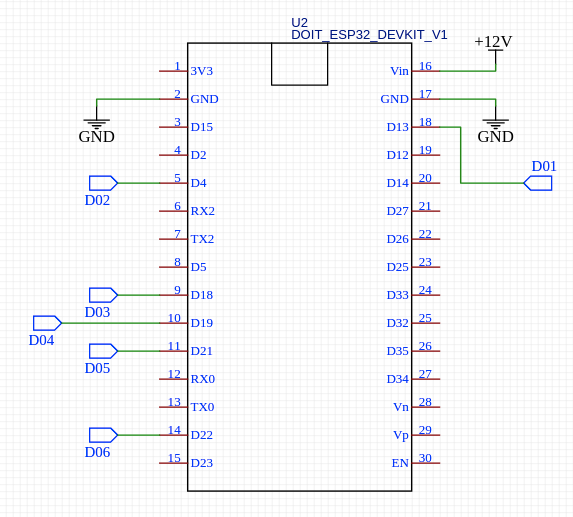 U2
DOIT_ESP32_DEVKIT_V1
+12V
1 3V3 Vin 16
2 GND GND 17
GND GND
3 D15 D13 18
4 D2 D12 19
D01
5 D4 D14 20
D02
6 RX2 D27 21
7 TX2 D26 22
8 D5 D25 23
9 D18 D33 24
D03
10 D19 D32 25
D04
11 D21 D35 26
D05
12 RX0 D34 27
13 TX0 Vn 28
14 D22 Vp 29
D06
15 D23 EN 30